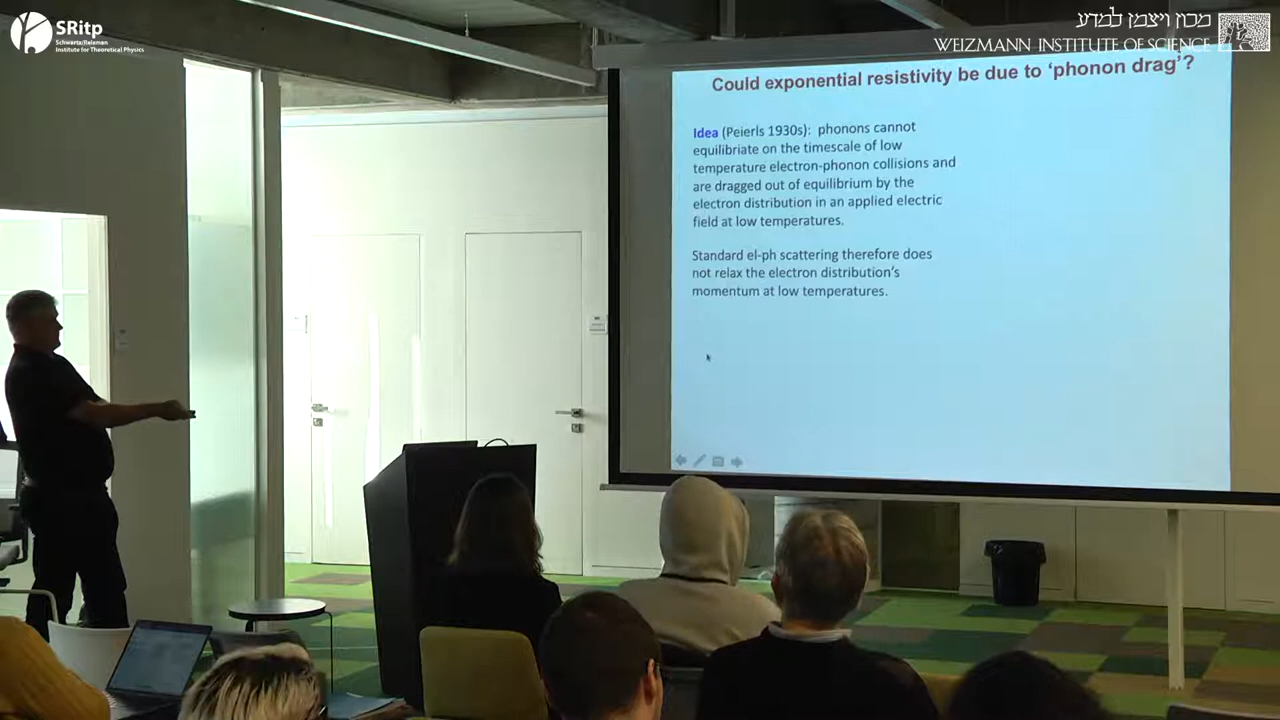 SRitp
Schwartz/Reisman
Institute for Theoretical Physics
מכון ויצמן למדע
WEIZMANN INSTITUTE OF SCIENCE
Could exponential resistivity be due to ‘phonon drag’?
Idea (Peierls 1930s): phonons cannot
equilibriate on the timescale of low
temperature electron-phonon collisions and
are dragged out of equilibrium by the
electron distribution in an applied electric
field at low temperatures.
Standard el-ph scattering therefore does
not relax the electron distribution’s
momentum at low temperatures.